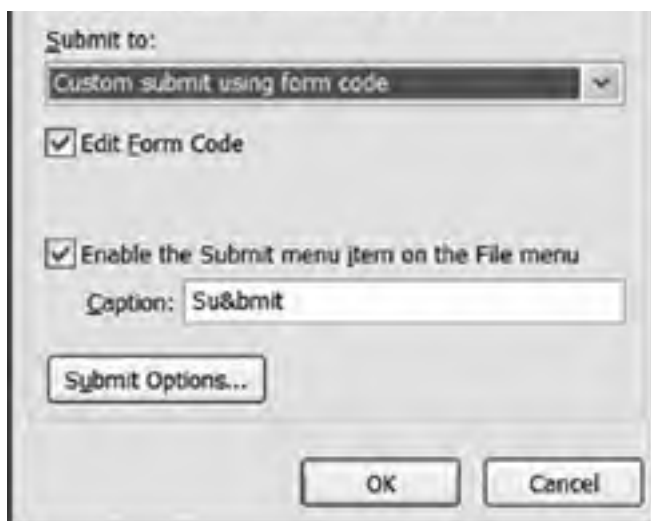 Submit to:
Custom submit using form code
Edit Form Code
Enable the Submit menu item on the File menu
Caption: Su&bmit
Submit Options...
OK Cancel